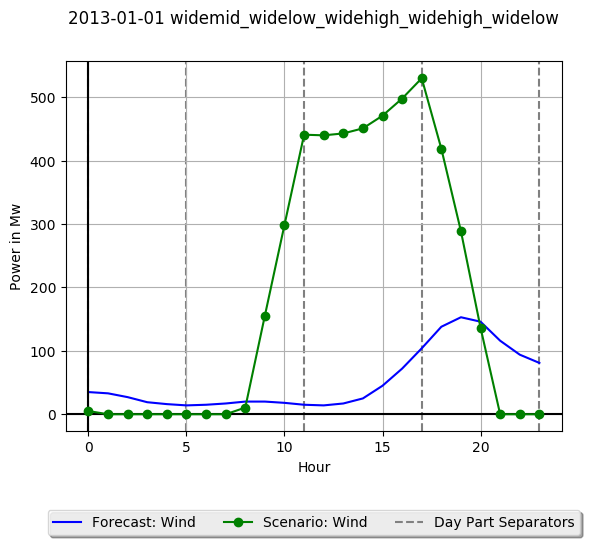 2013-01-01 widemid_widelow_widehigh_widehigh_widelow
Power in Mw
500
400
300
200
100
0
0 5 10 15 20
Hour
Forecast: Wind Scenario: Wind Day Part Separators